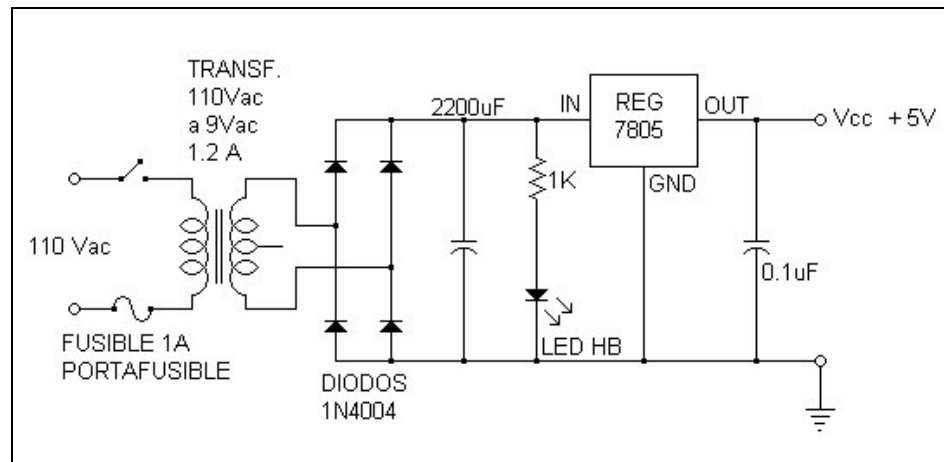 TRANSF.
110Vac
a 9Vac
1.2 A
110 Vac
FUSIBLE 1A
PORTAFUSIBLE
DIODOS
1N4004
2200uF
1K
LED HB
IN
REG
7805
OUT
GND
0.1uF
Vcc +5V